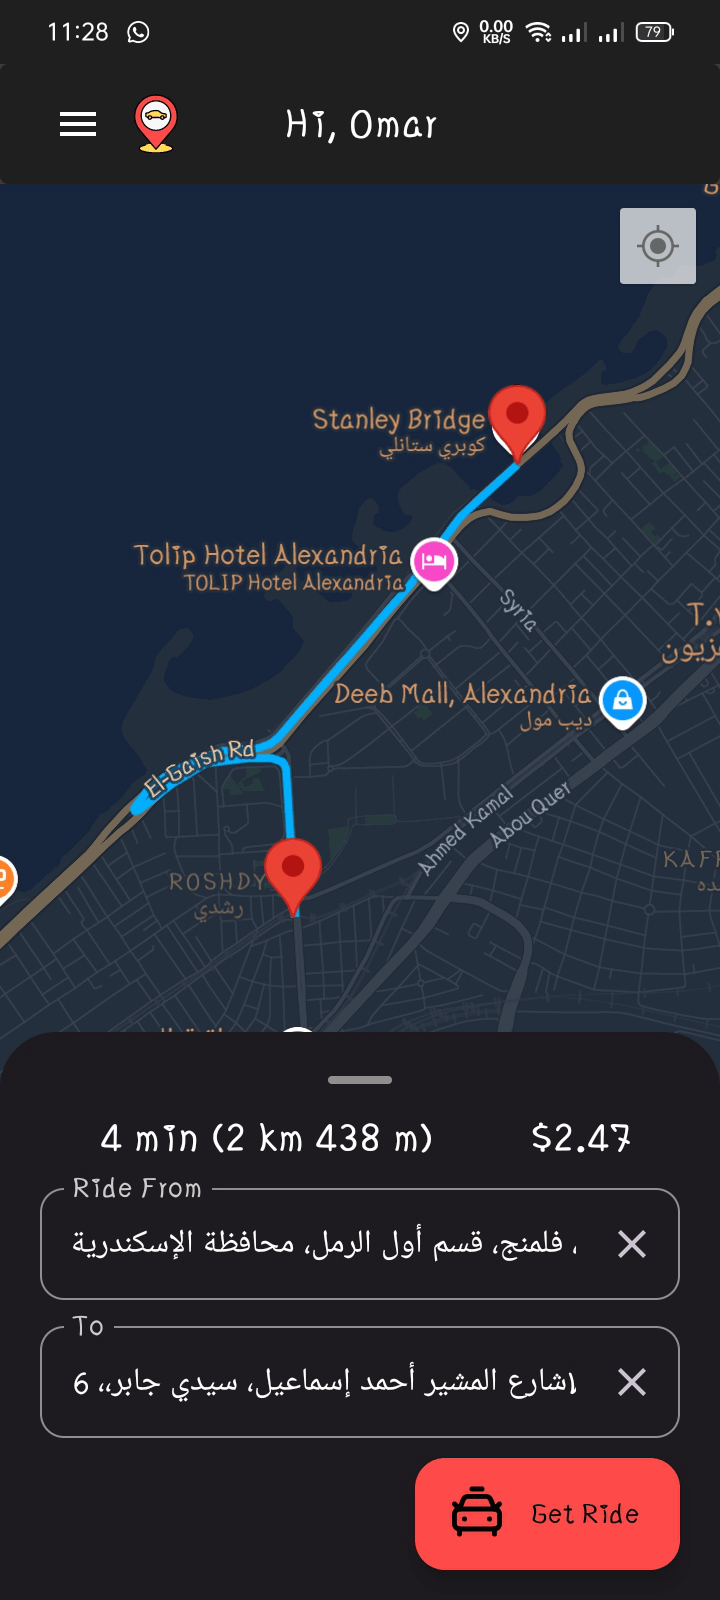 11:28
0.00
KB/S
79
Hi, Omar
Stanley Bridge
كوبري ستانلي
Tolip Hotel Alexandria
TOLIP Hotel Alexandria
Syria
Deeb Mall, Alexandria
ديب مول
El-Gaish Rd
Ahmed Kamal
Abou Quer
ROSHDY
رشدي
4 min (2 km 438 m)
$2.47
Ride From
، فلمنج، قسم أول الرمل، محافظة الإسكندرية
To
6 شارع المشير أحمد إسماعيل، سيدي جابر،،
Get Ride